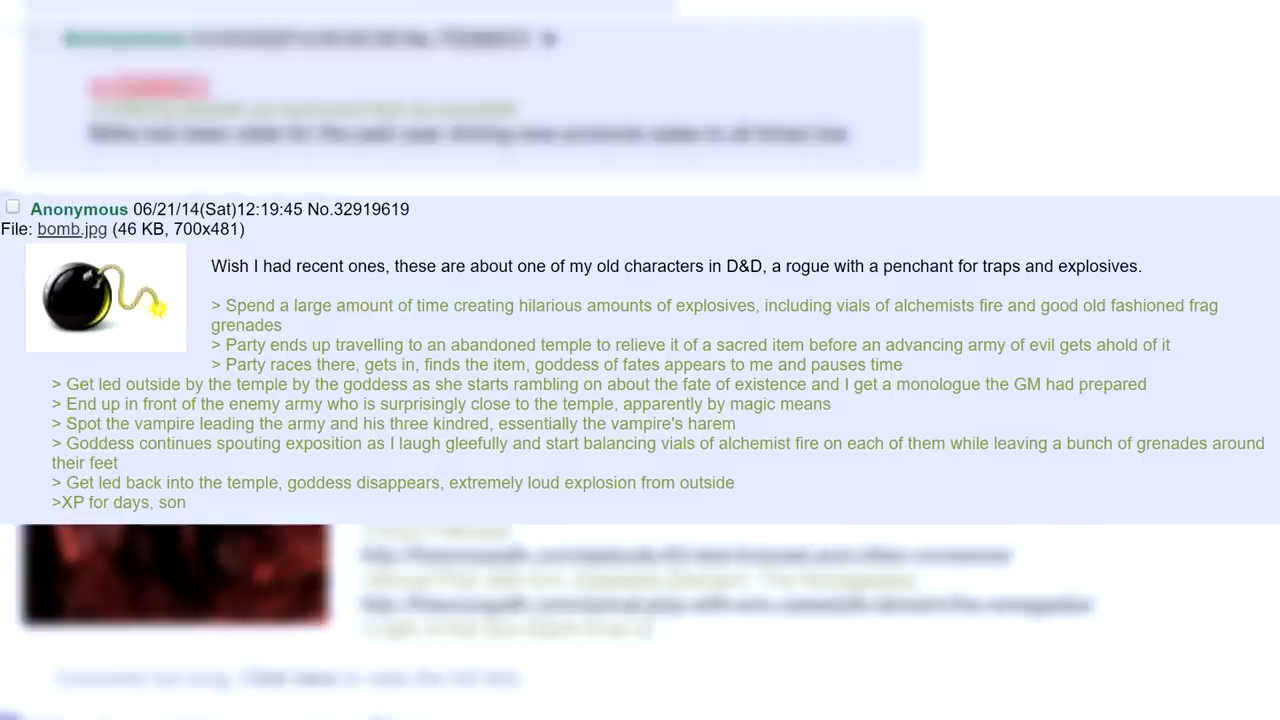 Anonymous 06/21/14(Sat)12:19:45 No.32919619
File: bomb.jpg (46 KB, 700x481)
Wish I had recent ones, these are about one of my old characters in D&D, a rogue with a penchant for traps and explosives.
> Spend a large amount of time creating hilarious amounts of explosives, including vials of alchemists fire and good old fashioned frag
grenades
> Party ends up travelling to an abandoned temple to relieve it of a sacred item before an advancing army of evil gets ahold of it
> Party races there, gets in, finds the item, goddess of fates appears to me and pauses time
> Get led outside by the temple by the goddess as she starts rambling on about the fate of existence and I get a monologue the GM had prepared
> End up in front of the enemy army who is surprisingly close to the temple, apparently by magic means
> Spot the vampire leading the army and his three kindred, essentially the vampire's harem
> Goddess continues spouting exposition as I laugh gleefully and start balancing vials of alchemist fire on each of them while leaving a bunch of grenades around
their feet
> Get led back into the temple, goddess disappears, extremely loud explosion from outside
>XP for days, son